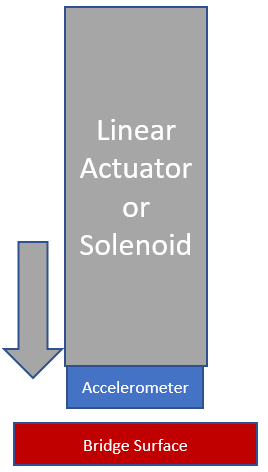 Linear
Actuator
or
Solenoid
Accelerometer
Bridge Surface